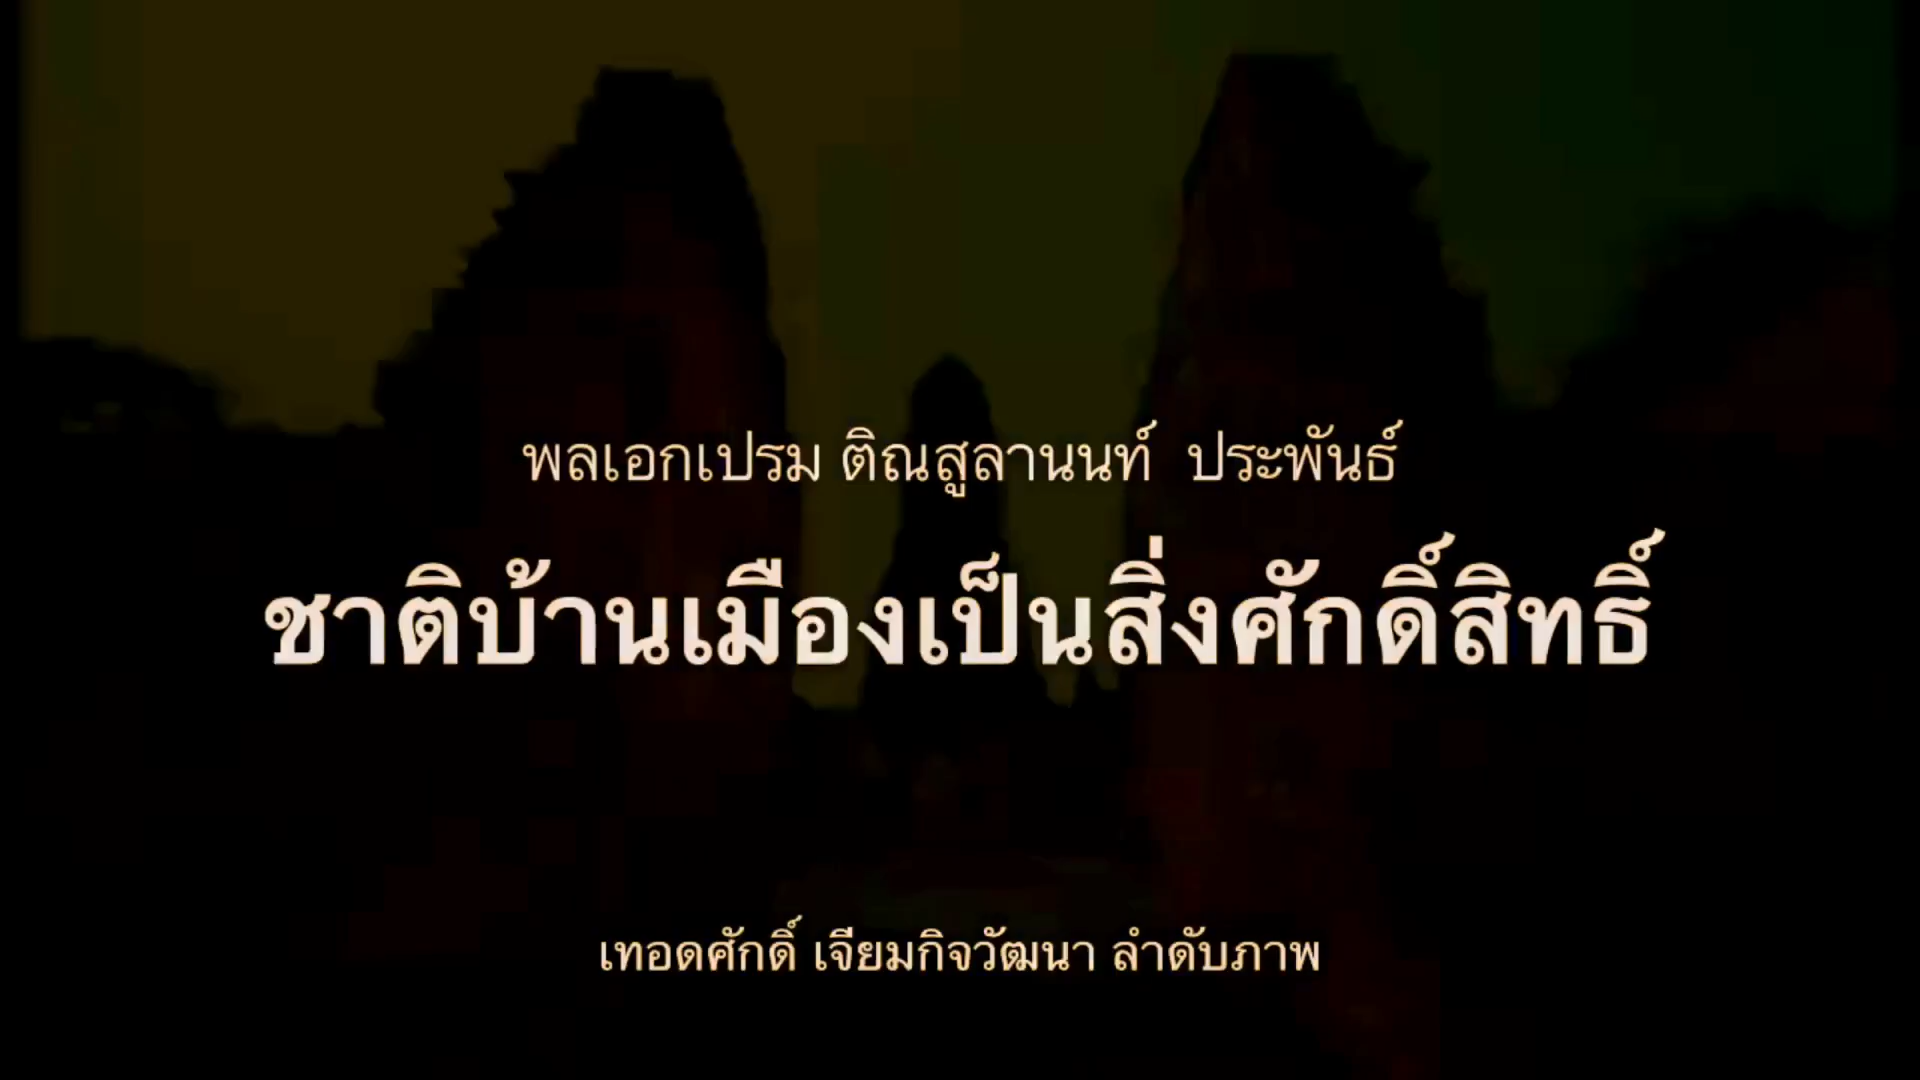 พลเอกเปรม ติณสูลานนท์ ประพันธ์
ชาติบ้านเมืองเป็นสิ่งศักดิ์สิทธิ์
เทอดศักดิ์ เจียมกิจวัฒนา ลำดับภาพ